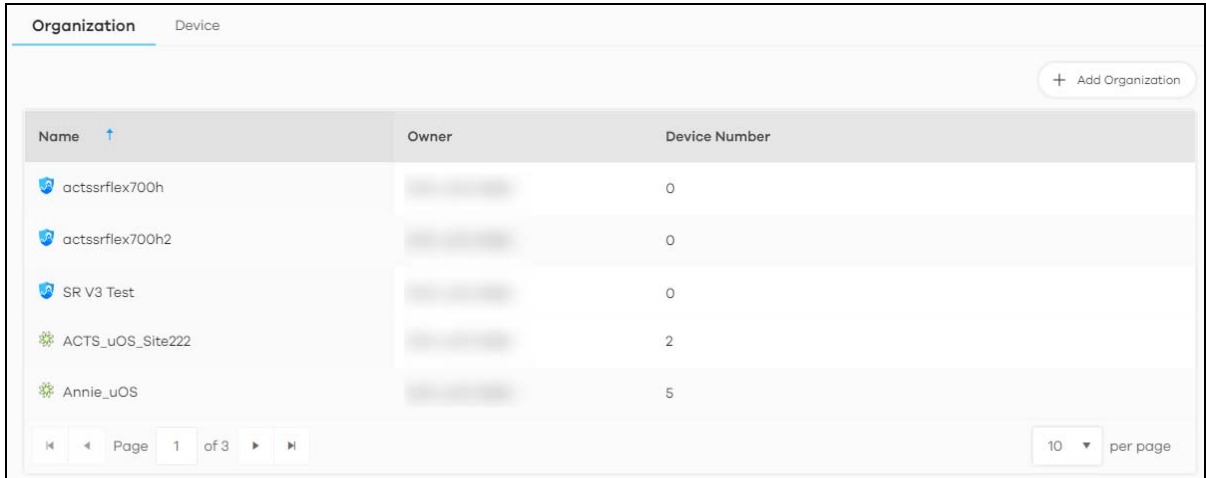 Organization Device
+ Add Organization
Name ↑ Owner Device Number
actssrflex700h 0
actssrflex700h2 0
SR V3 Test 0
ACTS_uOS_Site222 2
Annie_uOS 5
Page 1 of 3 10 per page